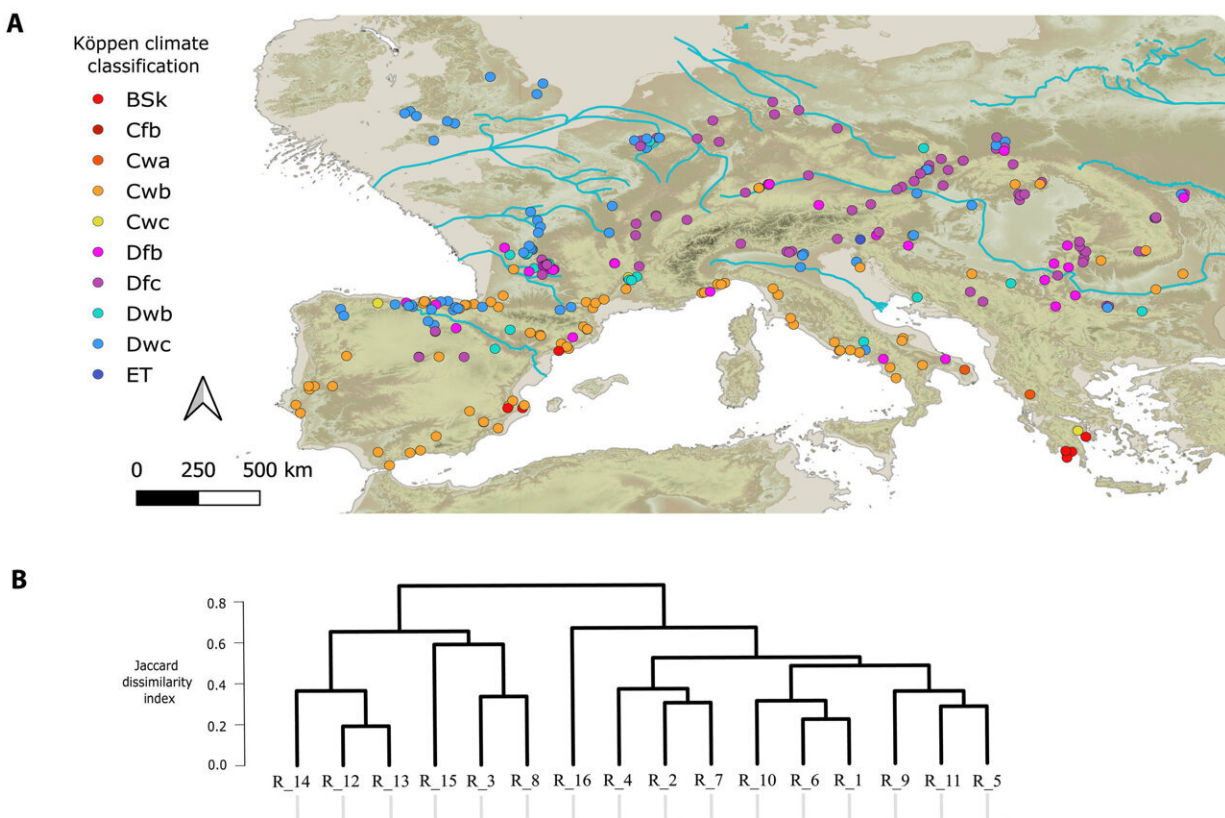 A
Köppen climate
classification
BSk
Cfb
Cwa
Cwb
Cwc
Dfb
Dfc
Dwb
Dwc
ET
0 250 500 km
B
0.8
0.6
0.4
0.2
0.0
Jaccard
dissimilarity
index
R_14 R_12 R_13 R_15 R_3 R_8 R_16 R_4 R_2 R_7 R_10 R_6 R_1 R_9 R_11 R_5